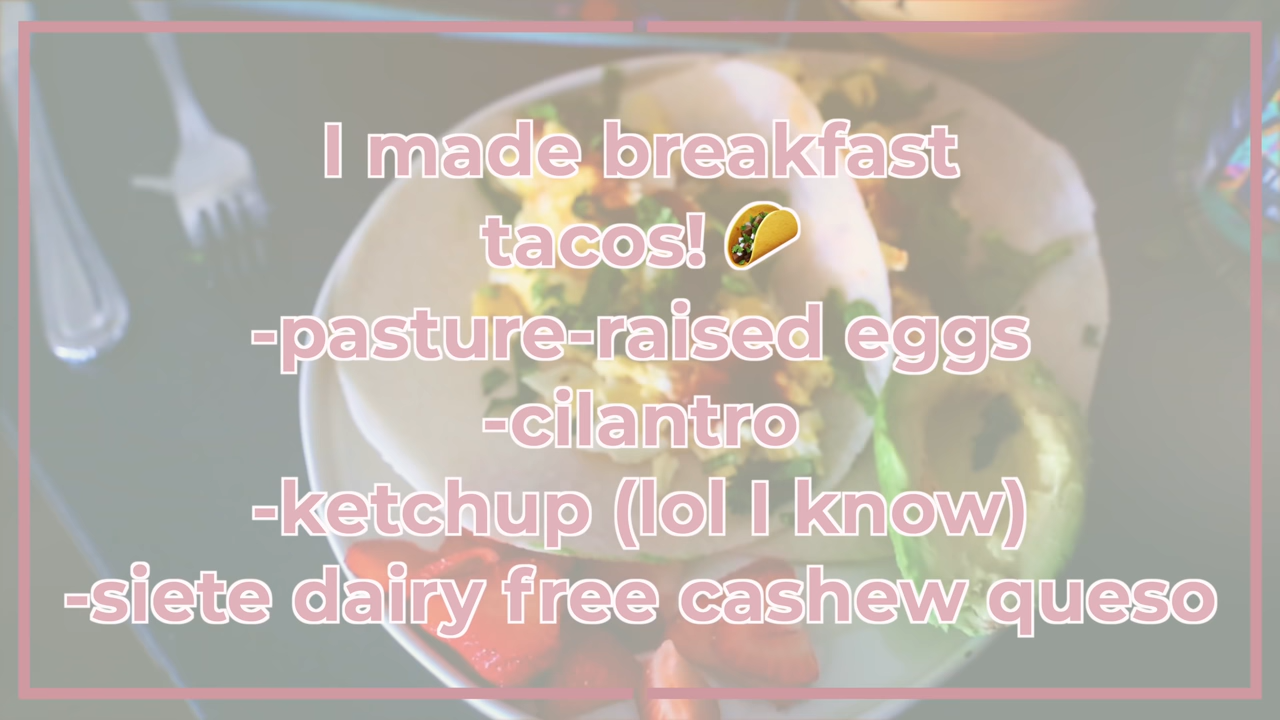 I made breakfast
tacos! 🌮
-pasture-raised eggs
-cilantro
-ketchup (lol I know)
-siete dairy free cashew queso